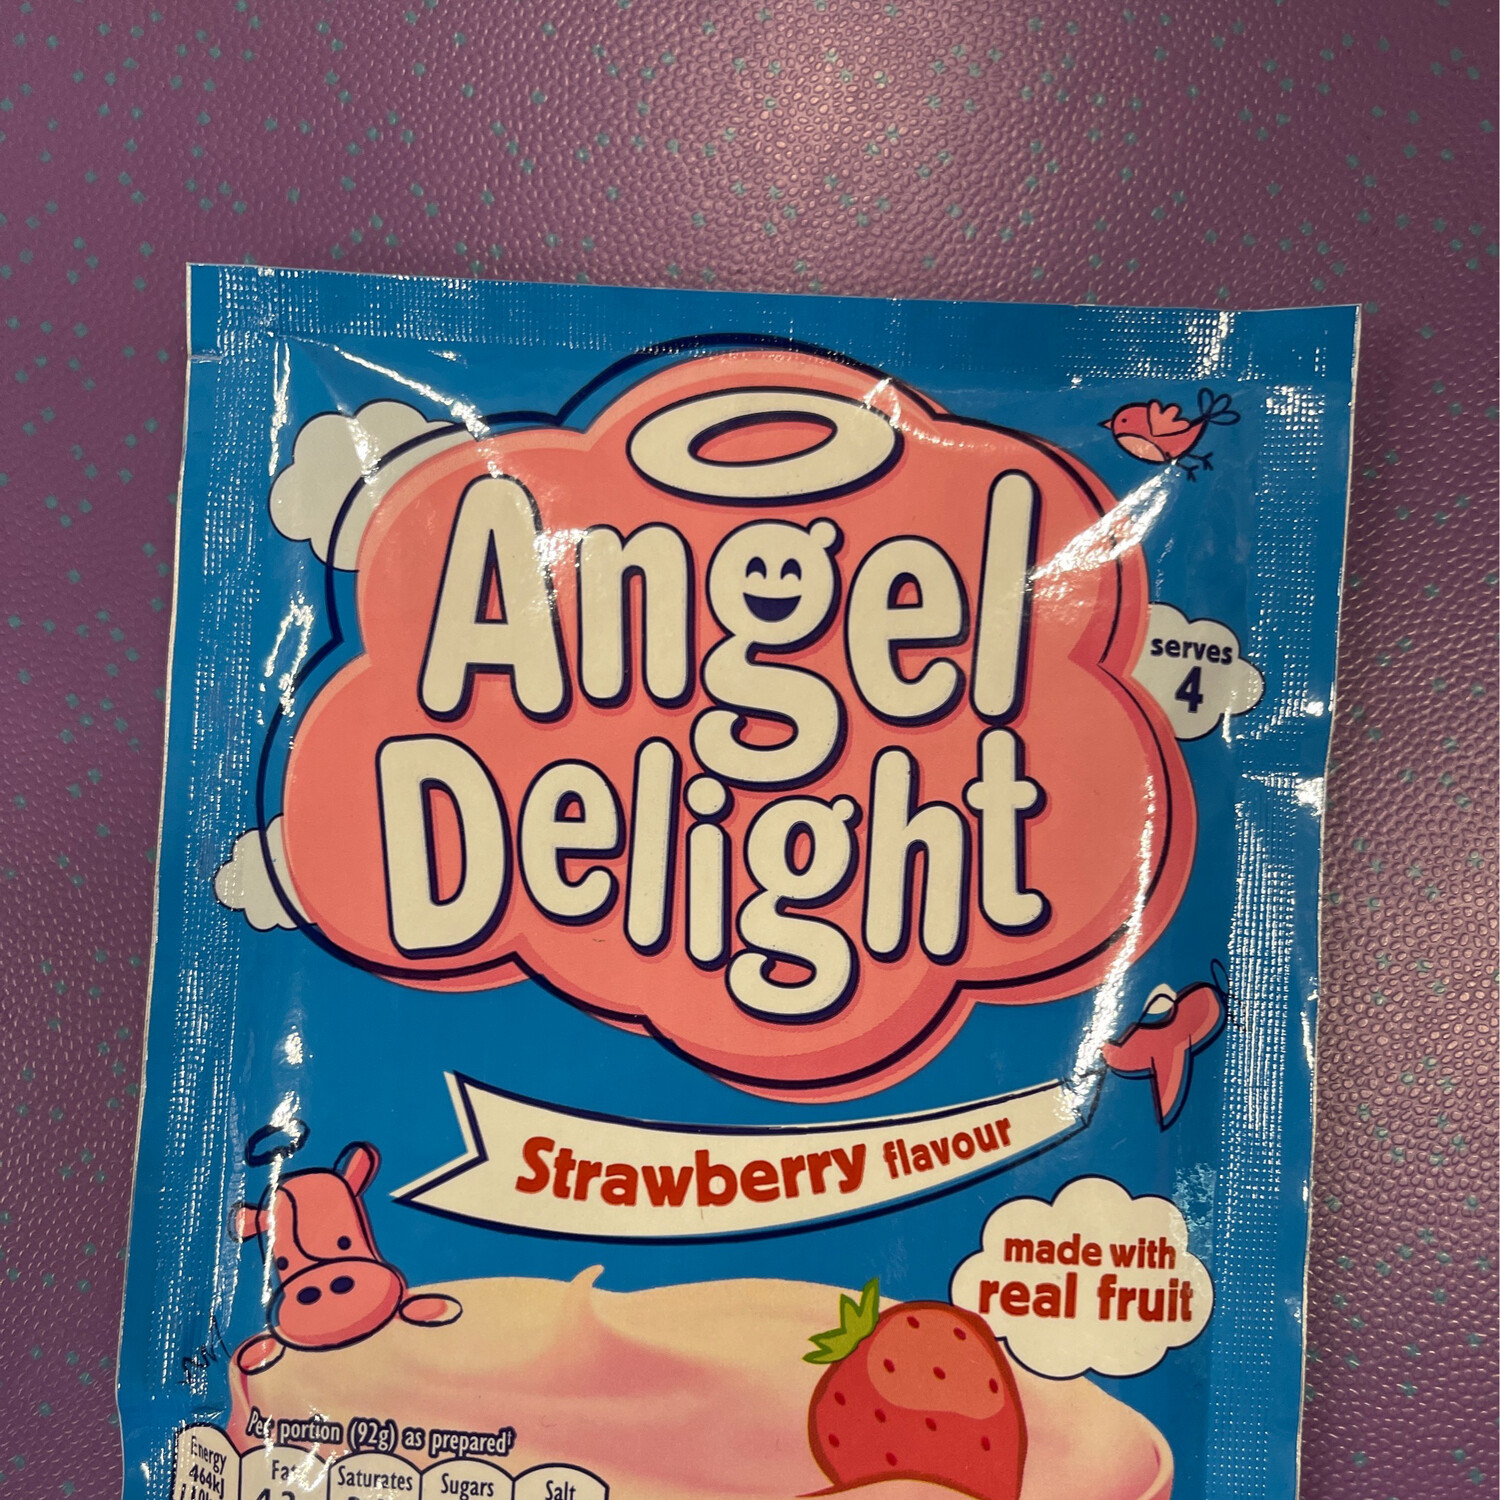 Angel
Delight
serves
4
Strawberry flavour
made with
real fruit
Per portion (92g) as prepared
Energy
464kJ
Fat
Saturates
Sugars
Salt